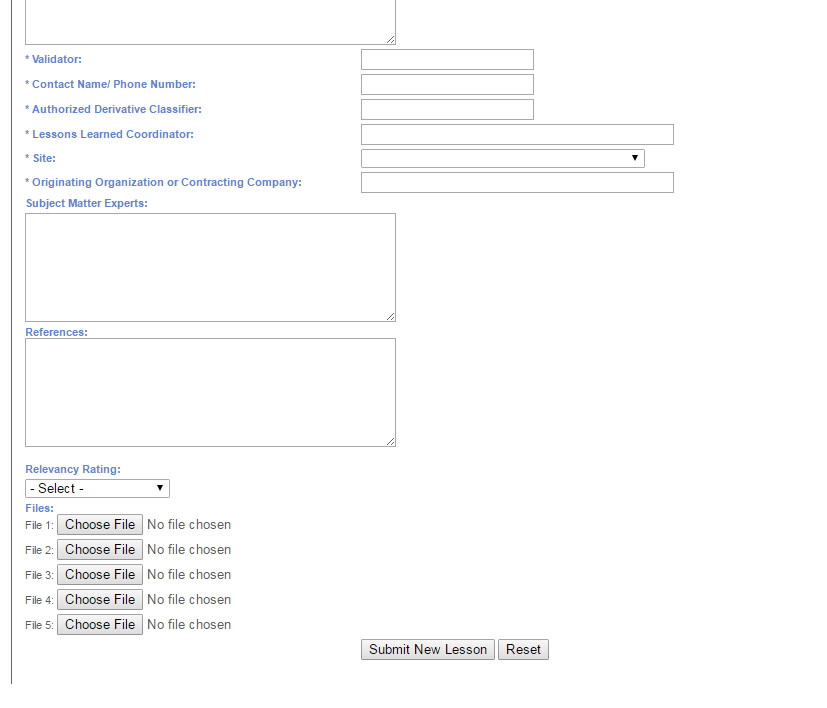 * Validator:
* Contact Name/ Phone Number:
* Authorized Derivative Classifier:
* Lessons Learned Coordinator:
* Site:
* Originating Organization or Contracting Company:
Subject Matter Experts:
References:
Relevancy Rating:
- Select -
Files:
File 1: Choose File No file chosen
File 2: Choose File No file chosen
File 3: Choose File No file chosen
File 4: Choose File No file chosen
File 5: Choose File No file chosen
Submit New Lesson Reset